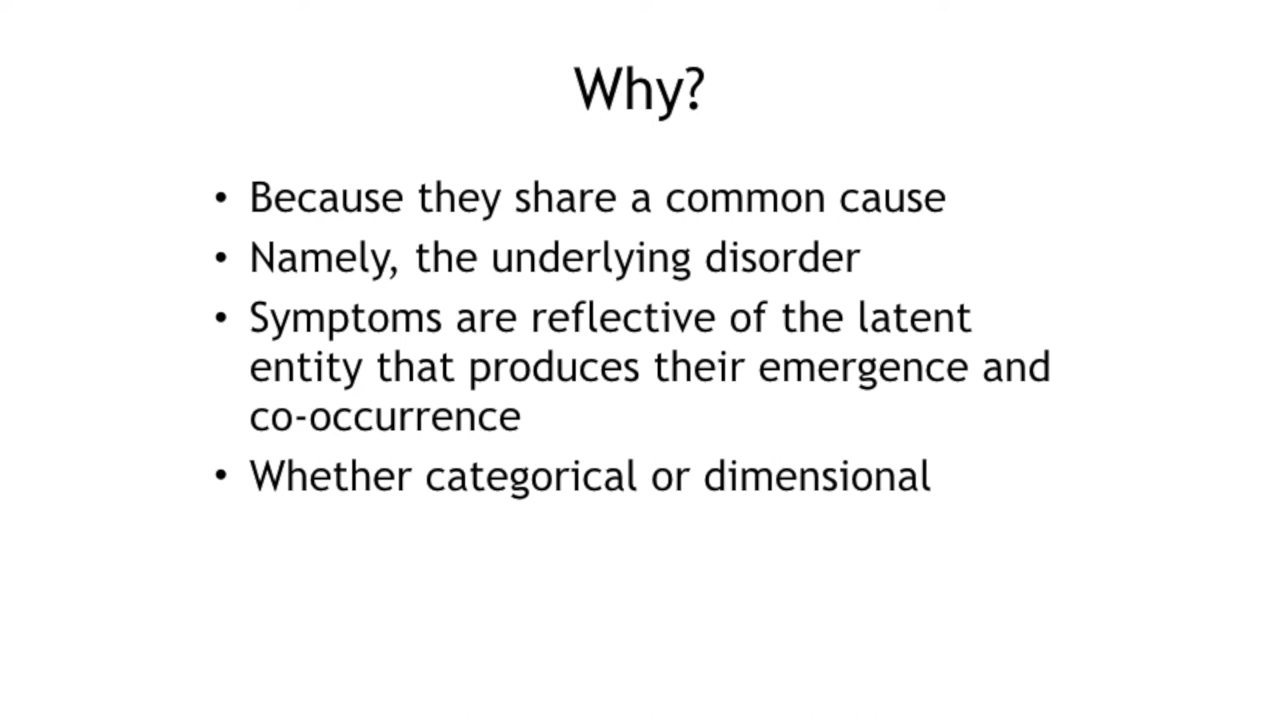 Why?
• Because they share a common cause
• Namely, the underlying disorder
• Symptoms are reflective of the latent
entity that produces their emergence and
co-occurrence
• Whether categorical or dimensional